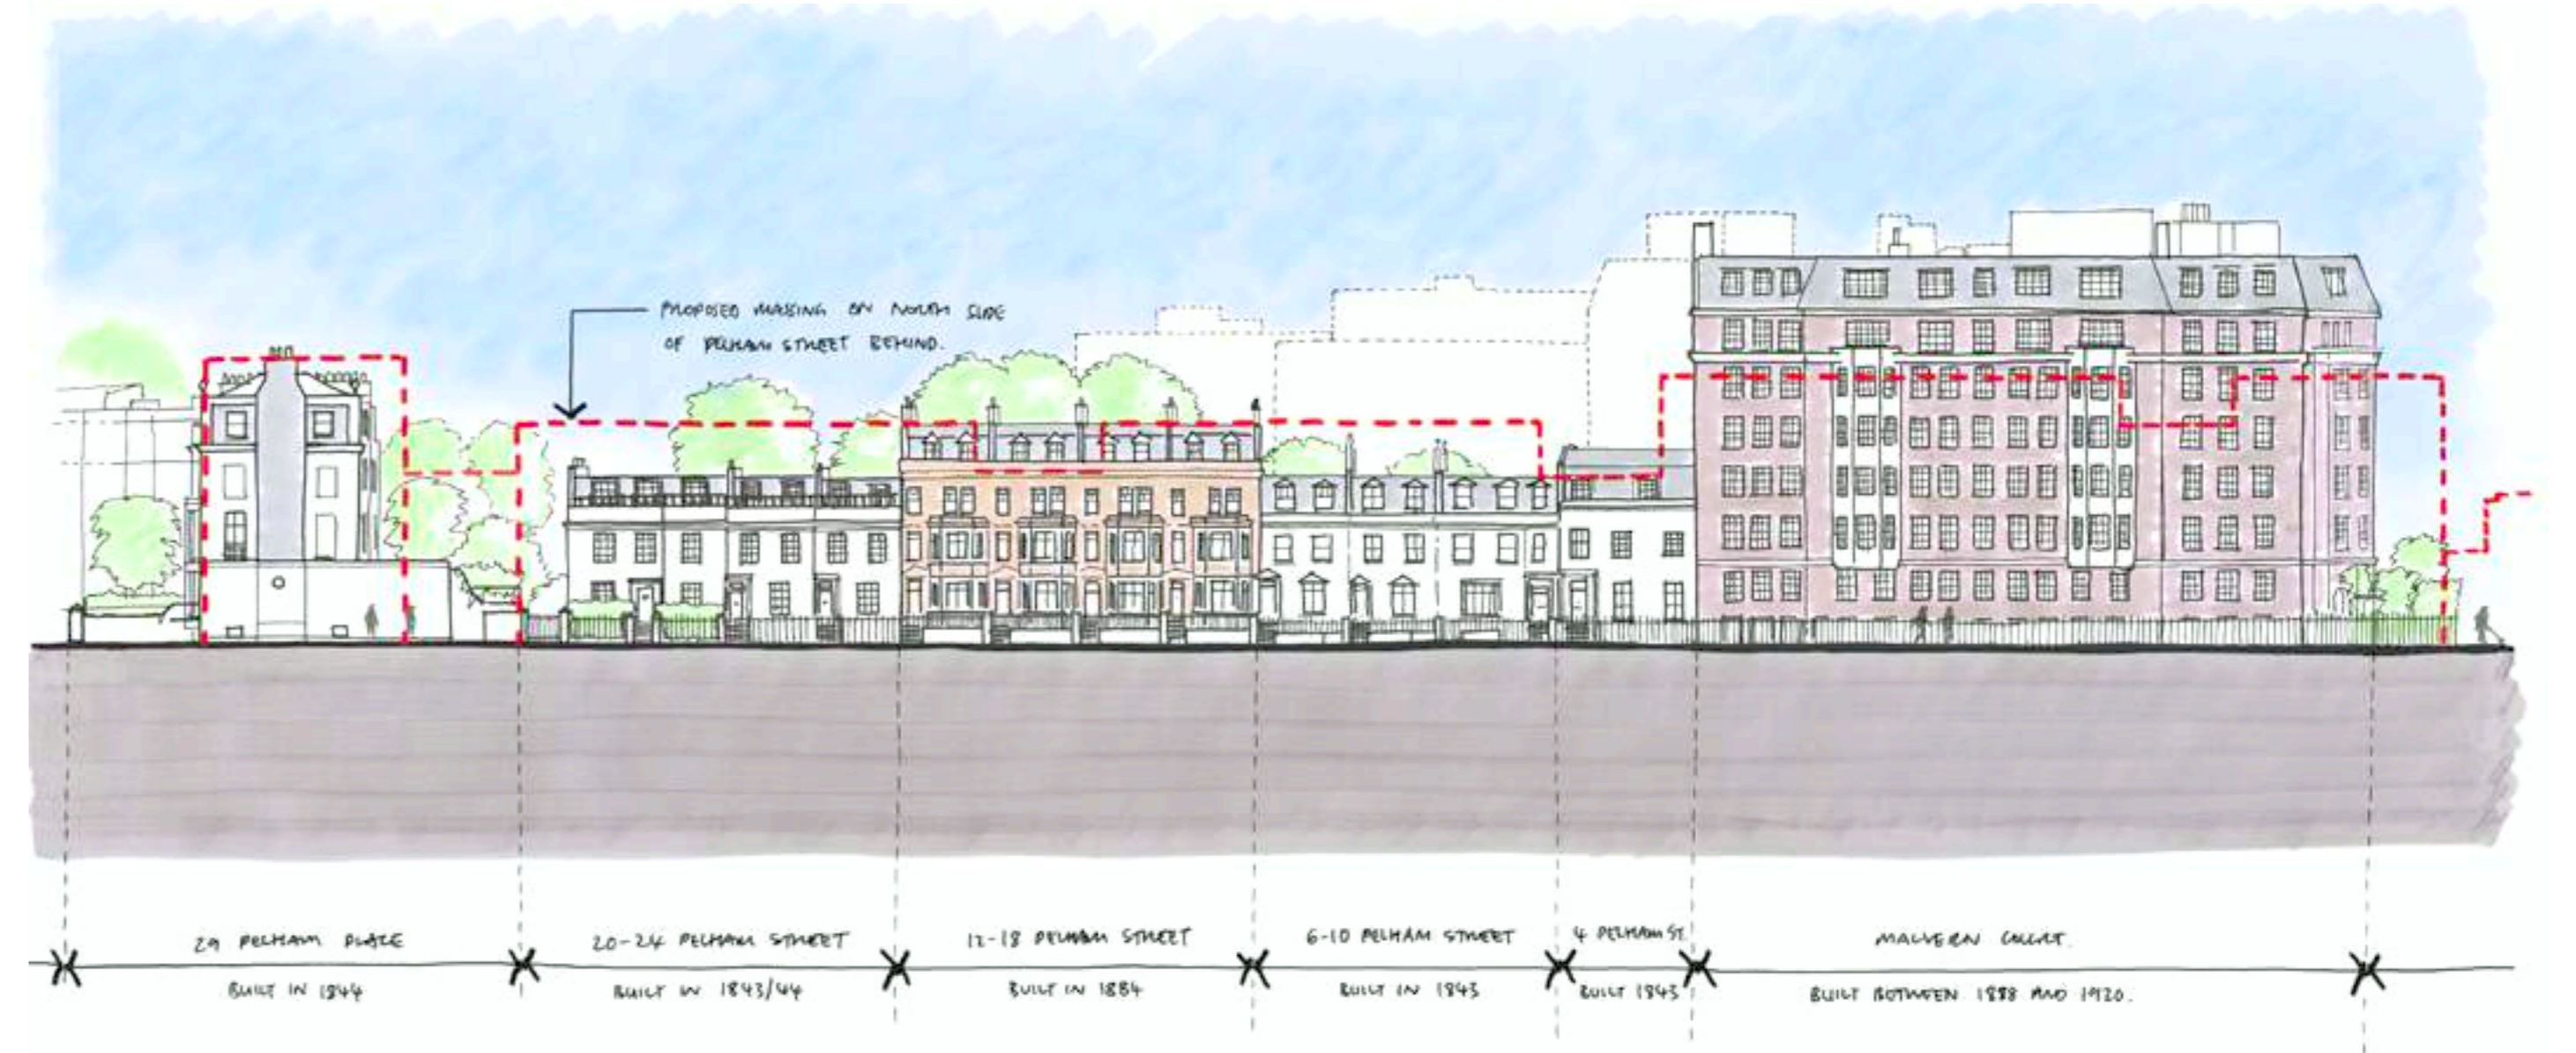 PROPOSED MASSING ON NORTH SIDE
OF PELHAM STREET BEHIND.
29 PELHAM PLACE
BUILT IN 1844
20-24 PELHAM STREET
BUILT IN 1843/44
12-18 PELHAM STREET
BUILT IN 1884
6-10 PELHAM STREET
BUILT IN 1843
4 PELHAM ST.
BUILT 1843
MALVERN COURT.
BUILT BETWEEN 1888 AND 1920.